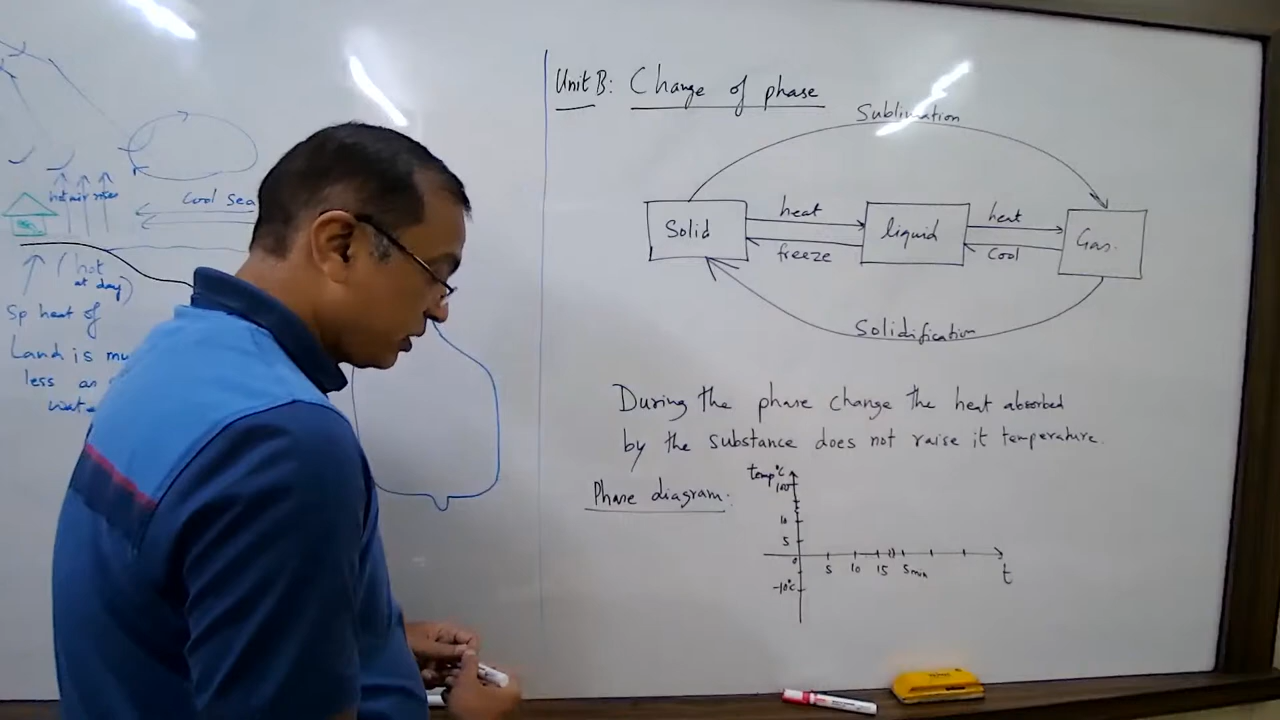 hot air rises
Cool sea
(hot
at day)
Sp heat of
Land is mu
less as
wate
Unit B: Change of phase
Sublimation
Solid
heat
freeze
liquid
heat
Cool
Gas.
Solidification
During the phase change the heat absorbed
by the substance does not raise it temperature.
Phase diagram:
temp°C
100
10
5
0
-10°C
5 10 15 5min
t